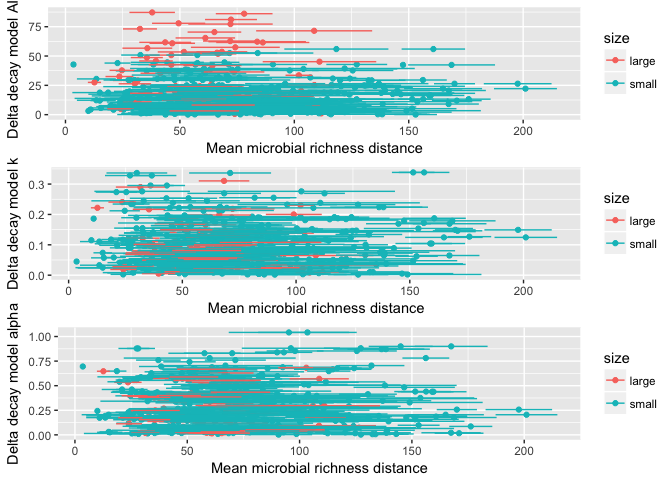 Delta decay model AI
75
50
25
0
0
50
100
150
200
Mean microbial richness distance
size
large
small
Delta decay model k
0.3
0.2
0.1
0.0
0
50
100
150
200
Mean microbial richness distance
size
large
small
Delta decay model alpha
1.00
0.75
0.50
0.25
0.00
0
50
100
150
200
Mean microbial richness distance
size
large
small